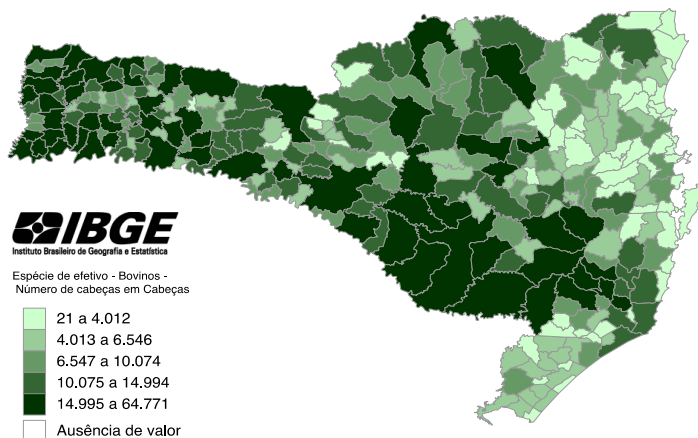 IBGE
Instituto Brasileiro de Geografia e Estatística
Espécie de efetivo - Bovinos -
Número de cabeças em Cabeças
21 a 4.012
4.013 a 6.546
6.547 a 10.074
10.075 a 14.994
14.995 a 64.771
Ausência de valor